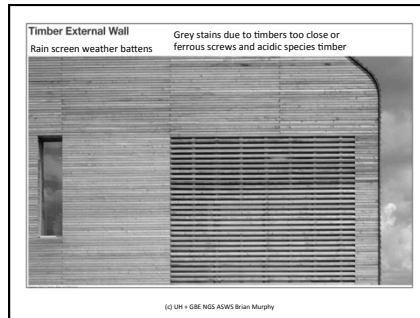 Timber External Wall
Rain screen weather battens
Grey stains due to timbers too close or
ferrous screws and acidic species timber
(c) UH + GBE NGS ASWS Brian Murphy